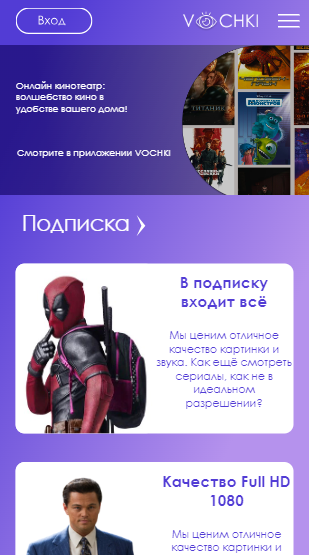 Вход
VOCHKI
Онлайн кинотеатр:
волшебство кино в
удобстве вашего дома!
ТИТАНИК
Смотрите в приложении VOCHKI
Подписка
В подписку
входит всё
Мы ценим отличное
качество картинки и
звука. Как ещё смотреть
сериалы, как не в
идеальном
разрешении?
Качество Full HD
1080
Мы ценим отличное
качество картинки и